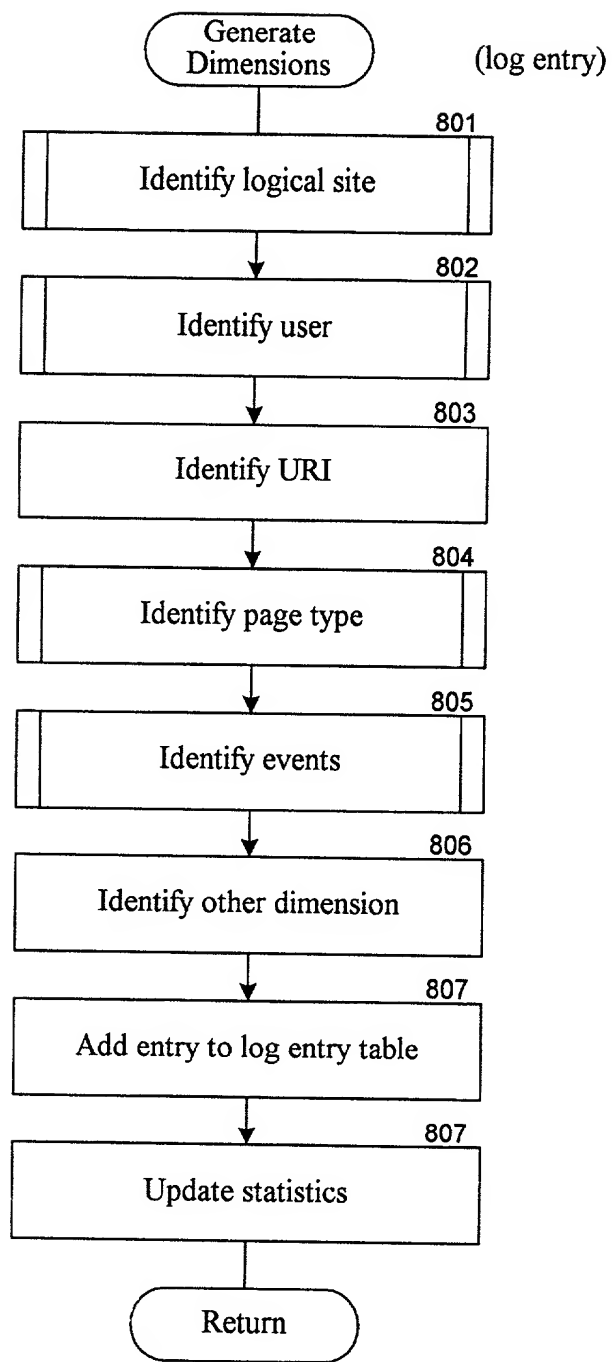 Generate
Dimensions
(log entry)
801
Identify logical site
802
Identify user
803
Identify URI
804
Identify page type
805
Identify events
806
Identify other dimension
807
Add entry to log entry table
807
Update statistics
Return